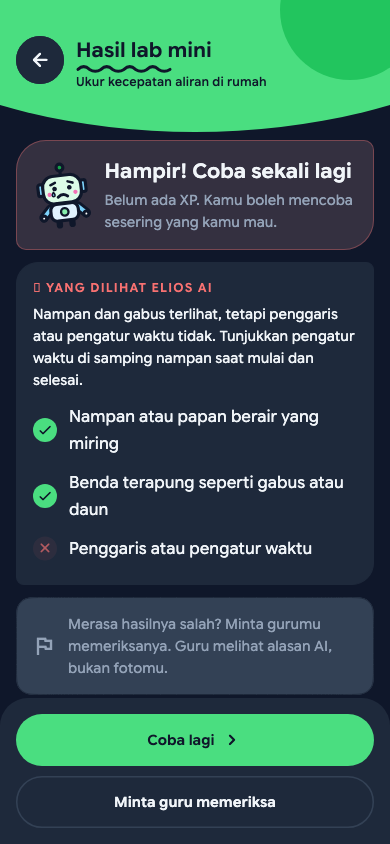 Hasil lab mini
Ukur kecepatan aliran di rumah
Hampir! Coba sekali lagi
Belum ada XP. Kamu boleh mencoba
sesering yang kamu mau.
YANG DILIHAT ELIOS AI
Nampan dan gabus terlihat, tetapi penggaris
atau pengatur waktu tidak. Tunjukkan pengatur
waktu di samping nampan saat mulai dan
selesai.
Nampan atau papan berair yang
miring
Benda terapung seperti gabus atau
daun
Penggaris atau pengatur waktu
Merasa hasilnya salah? Minta gurumu
memeriksanya. Guru melihat alasan AI,
bukan fotomu.
Coba lagi
Minta guru memeriksa